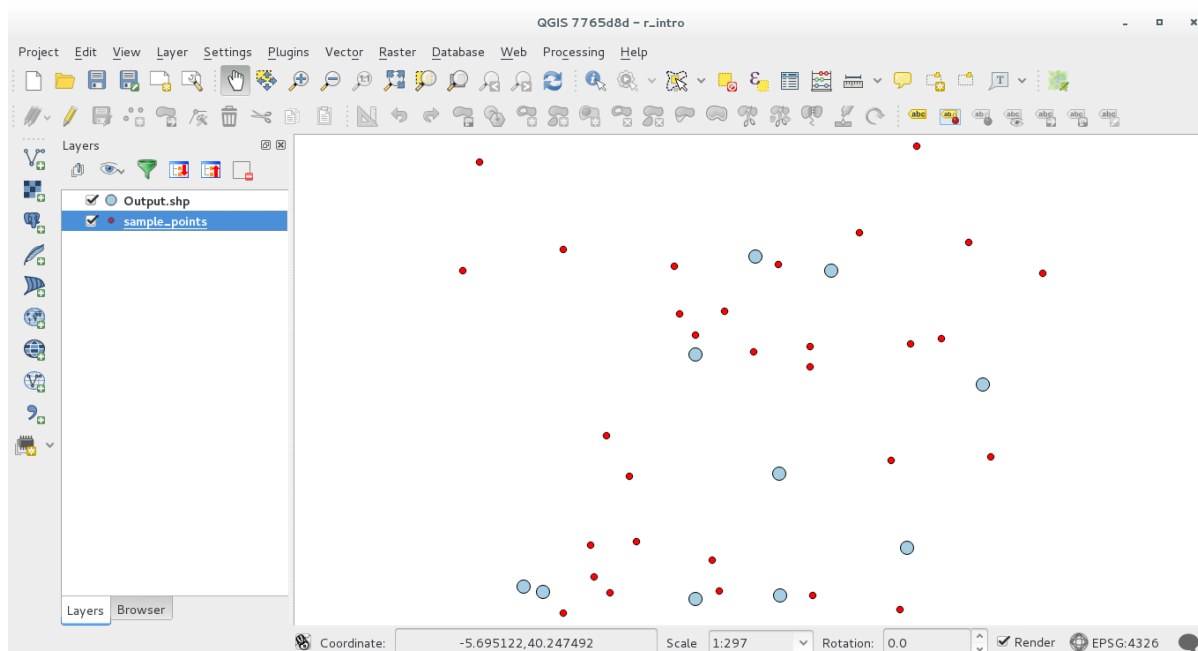 QGIS 7765d8d – r_intro
Project Edit View Layer Settings Plugins Vector Raster Database Web Processing Help
Layers
Output.shp
sample_points
Layers Browser
Coordinate: -5.695122,40.247492 Scale 1:297 Rotation: 0.0 Render EPSG:4326